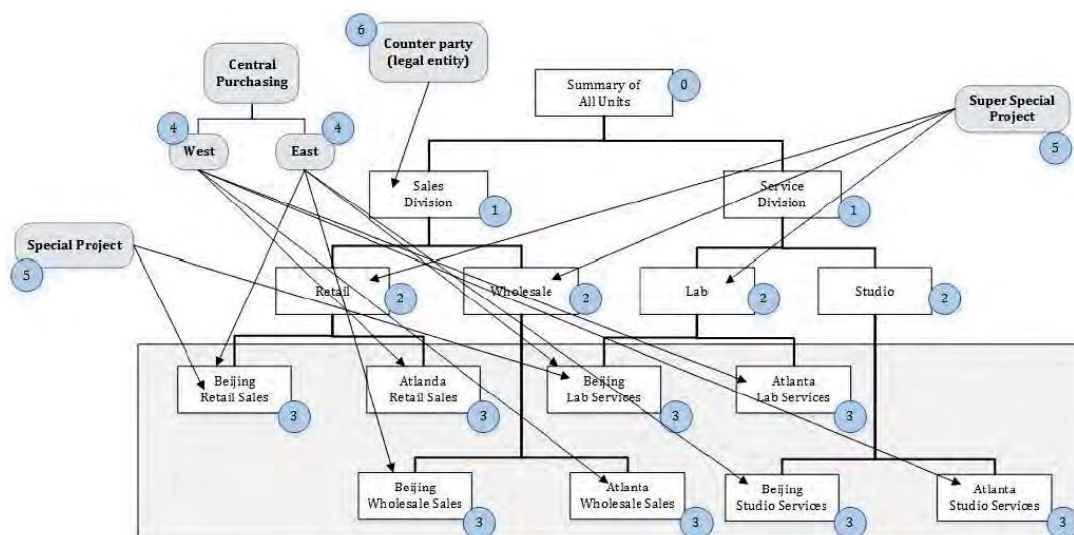 6
Counter party
(legal entity)
Central
Purchasing
Summary of
All Units
0
Super Special
Project
5
4
West
4
East
Sales
Division
1
Service
Division
1
Special Project
5
Retail
2
Wholesale
2
Lab
2
Studio
2
Beijing
Retail Sales
3
Atlanda
Retail Sales
3
Beijing
Lab Services
3
Atlanta
Lab Services
3
Beijing
Wholesale Sales
3
Atlanta
Wholesale Sales
3
Beijing
Studio Services
3
Atlanta
Studio Services
3